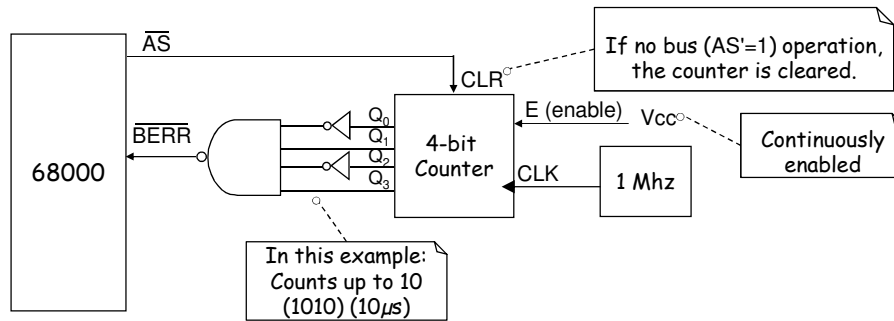 AS
If no bus (AS'=1) operation,
the counter is cleared.
CLR
E (enable)
Vcc
Q0
BERR
Q1
4-bit
Counter
Q2
Continuously
enabled
68000
Q3
CLK
1 Mhz
In this example:
Counts up to 10
(1010) (10µs)